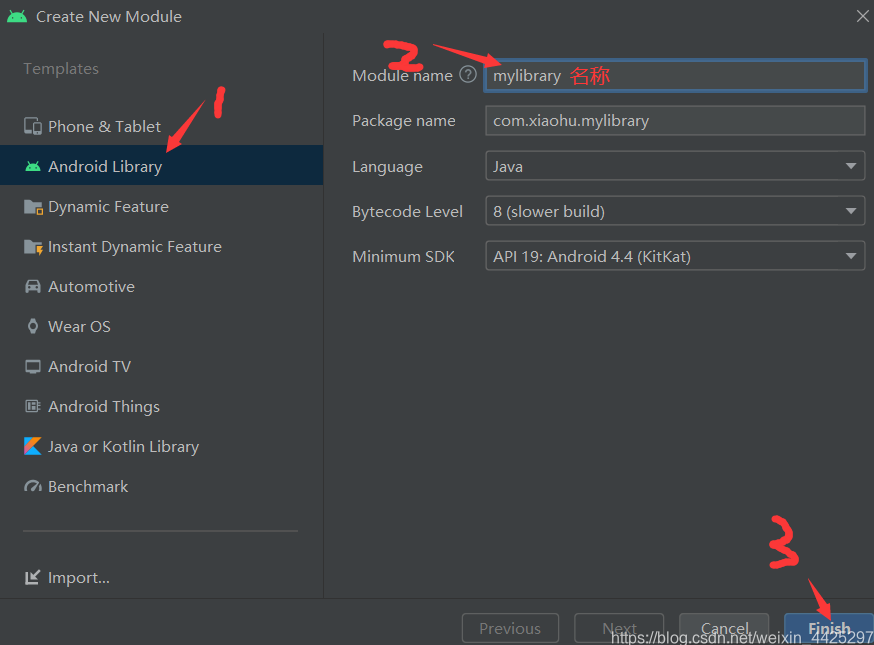 Create New Module
Templates
Phone & Tablet
Android Library
Dynamic Feature
Instant Dynamic Feature
Automotive
Wear OS
Android TV
Android Things
Java or Kotlin Library
Benchmark
Import...
1
2
Module name ? mylibrary 名称
Package name com.xiaohu.mylibrary
Language Java
Bytecode Level 8 (slower build)
Minimum SDK API 19: Android 4.4 (KitKat)
3
Previous Next Cancel Finish
https://blog.csdn.net/weixin_4425297